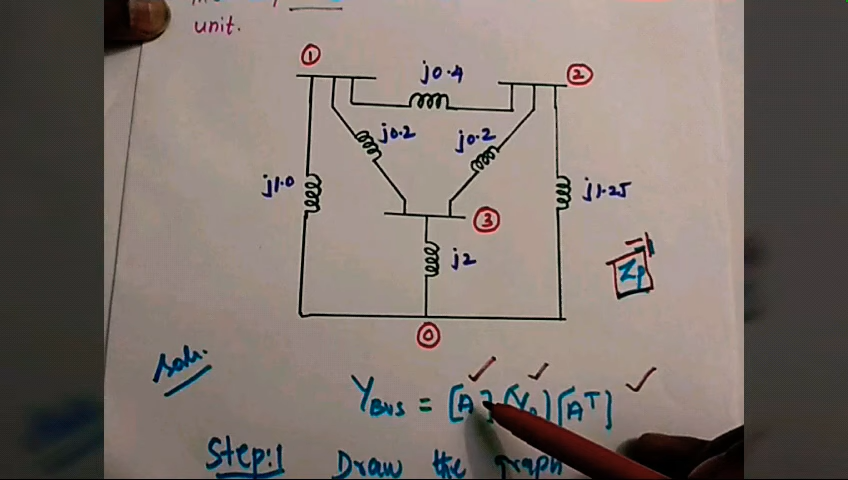 unit.
①
j0.4
②
j0.2
j0.2
j1.0
j1.25
③
j2
Zp
⓪
Soln.
YBUS = [A] [Yp] [Aᵀ]
Step:1 Draw the graph